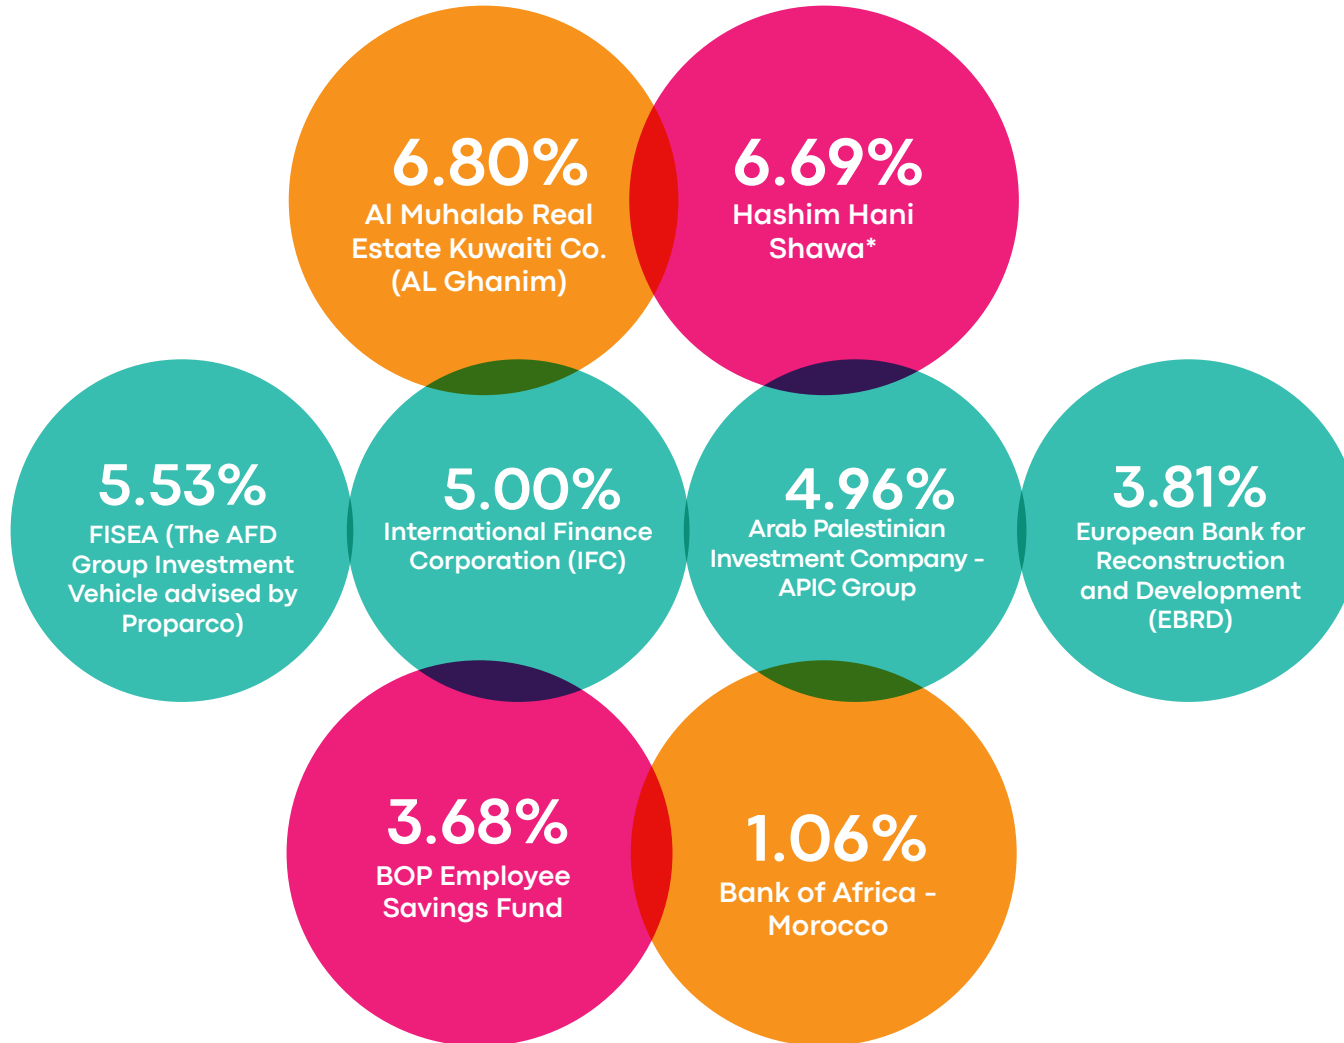 6.80%
Al Muhalab Real
Estate Kuwaiti Co.
(AL Ghanim)
6.69%
Hashim Hani
Shawa*
5.53%
FISEA (The AFD
Group Investment
Vehicle advised by
Proparco)
5.00%
International Finance
Corporation (IFC)
4.96%
Arab Palestinian
Investment Company -
APIC Group
3.81%
European Bank for
Reconstruction
and Development
(EBRD)
3.68%
BOP Employee
Savings Fund
1.06%
Bank of Africa -
Morocco